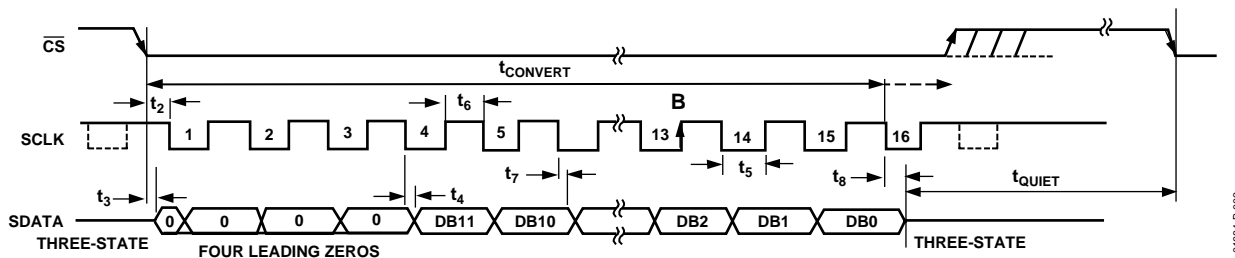 CS
tCONVERT
t2
t6
B
SCLK
1
2
3
4
5
13
14
15
16
t3
t4
t7
t5
t8
tQUIET
SDATA
0
0
0
0
DB11
DB10
DB2
DB1
DB0
THREE-STATE
FOUR LEADING ZEROS
THREE-STATE